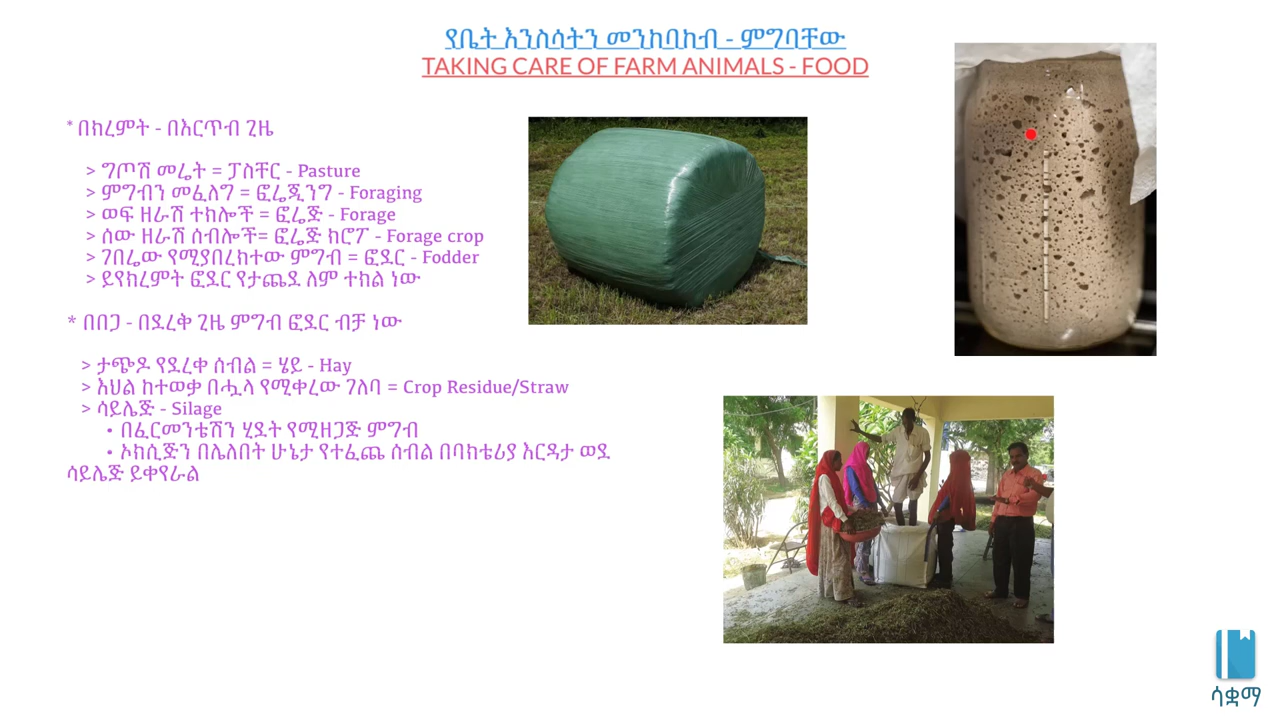 የቤት እንስሳትን መንከባከብ - ምግባቸው
TAKING CARE OF FARM ANIMALS - FOOD
* በክረምት - በእርጥብ ጊዜ
> ግጦሽ መሬት = ፓስቸር - Pasture
> ምግብን መፈለግ = ፎሬጂንግ - Foraging
> ወፍ ዘራሽ ተክሎች = ፎሬጅ - Forage
> ሰው ዘራሽ ሰብሎች= ፎሬጅ ክሮፖ - Forage crop
> ገበሬው የሚያበረክተው ምግብ = ፎደር - Fodder
> ይየክረምት ፎደር የታጨደ ለም ተክል ነው
* በበጋ - በደረቅ ጊዜ ምግብ ፎደር ብቻ ነው
> ታጭዶ የደረቀ ሰብል = ሄይ - Hay
> እህል ከተወቃ በሗላ የሚቀረው ገለባ = Crop Residue/Straw
> ሳይሌጅ - Silage
• በፈርመንቴሽን ሂደት የሚዘጋጅ ምግብ
• ኦክሲጅን በሌለበት ሁኔታ የተፈጨ ሰብል በባክቴሪያ እርዳታ ወደ
ሳይሌጅ ይቀየራል
ሳቋማ